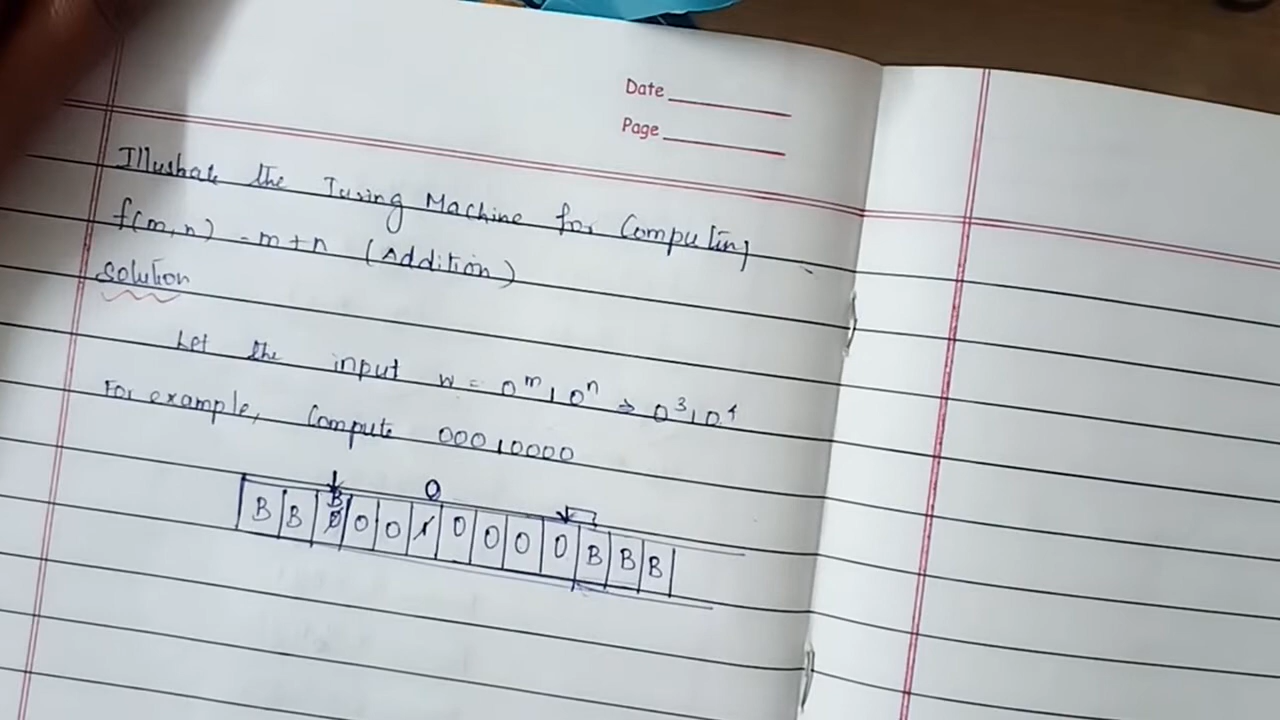 Date
Page
Illustrate the Turing Machine for Computing
f(m,n) = m+n (Addition)
Solution
Let the input w = 0^m 1 0^n ⇒ 0^3 1 0^4
For example, Compute 00010000
B 0
B B 0 0 0 1 0 0 0 0 B B B